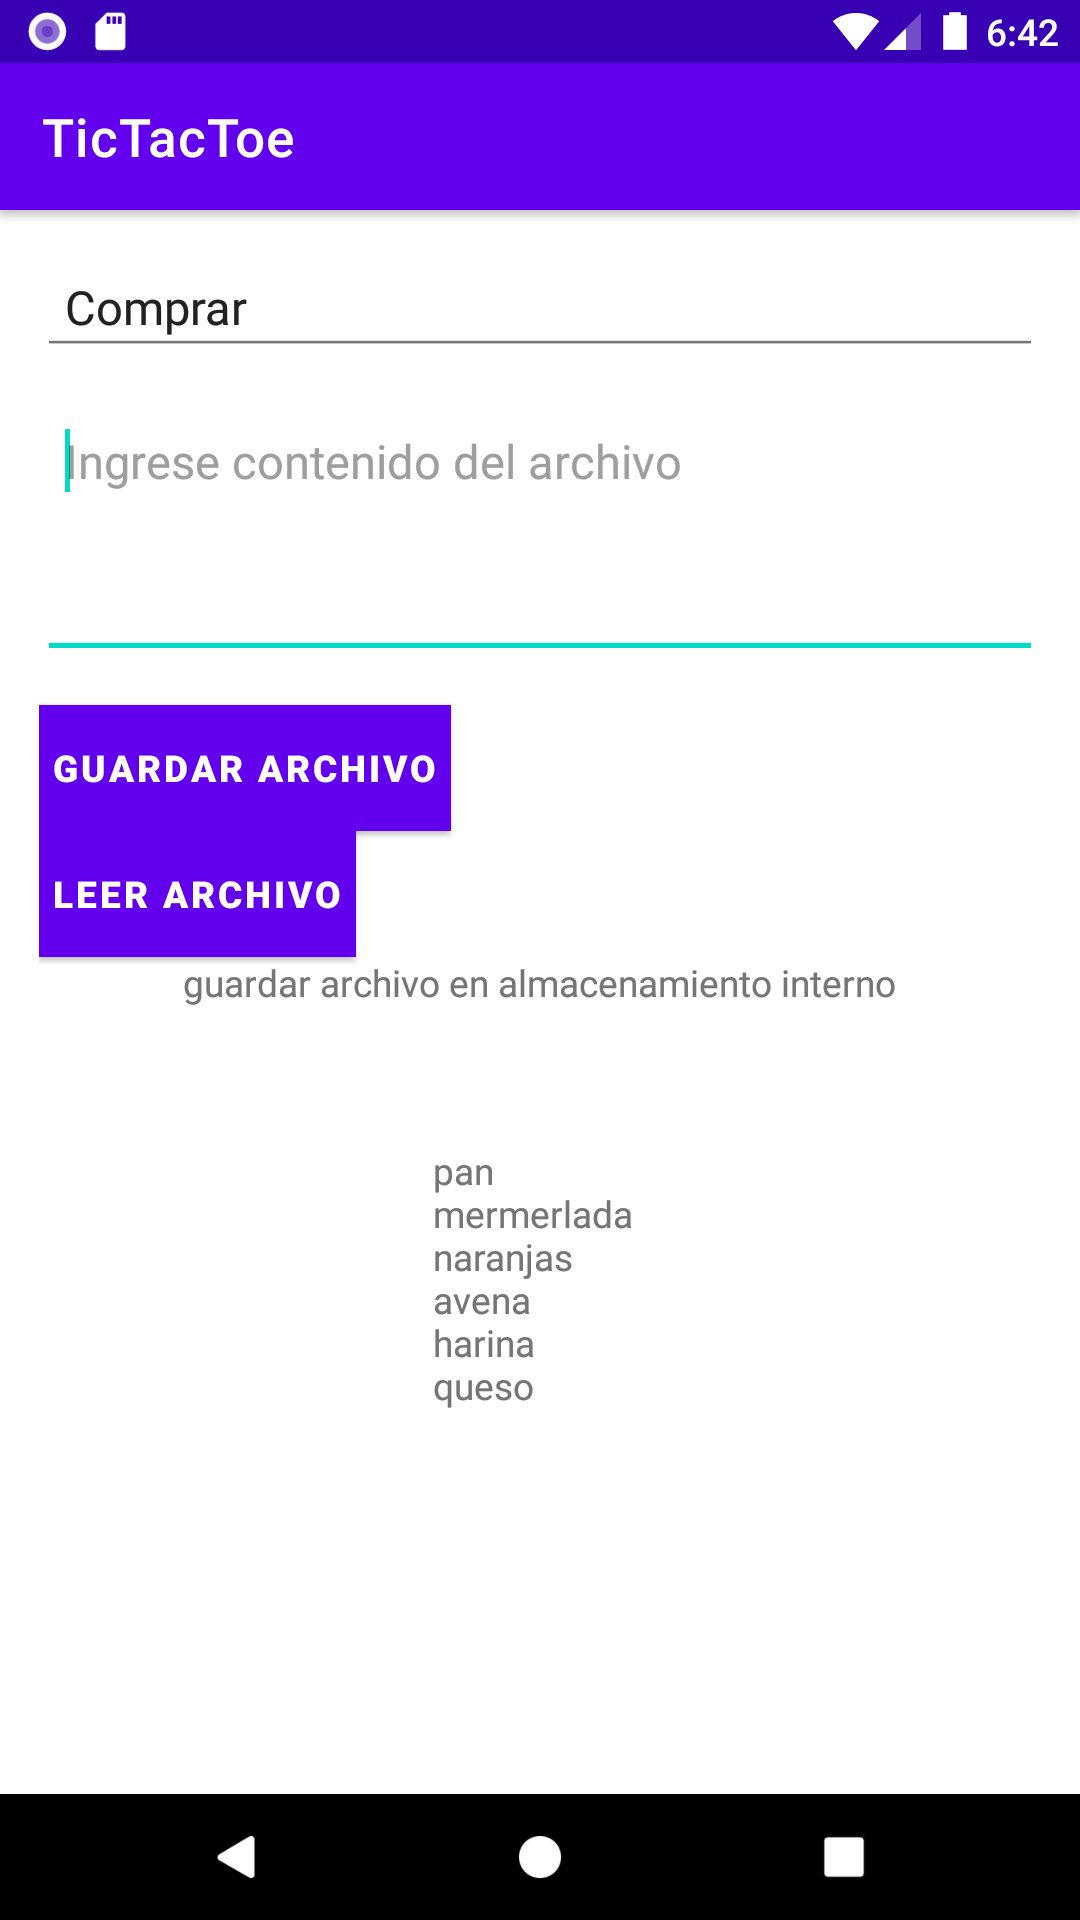 6:42
TicTacToe
Comprar
Ingrese contenido del archivo
GUARDAR ARCHIVO
LEER ARCHIVO
guardar archivo en almacenamiento interno
pan
mermerlada
naranjas
avena
harina
queso